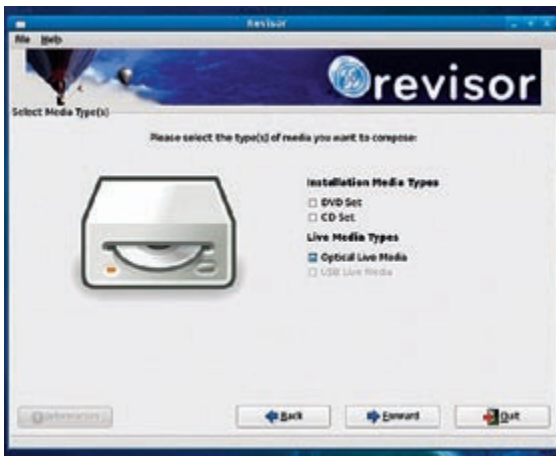 Revisor
File Help
revisor
Select Media Type(s)
Please select the type(s) of media you want to compose:
Installation Media Types
DVD Set
CD Set
Live Media Types
Optical Live Media
USB Live Media
Information
Back Forward Quit